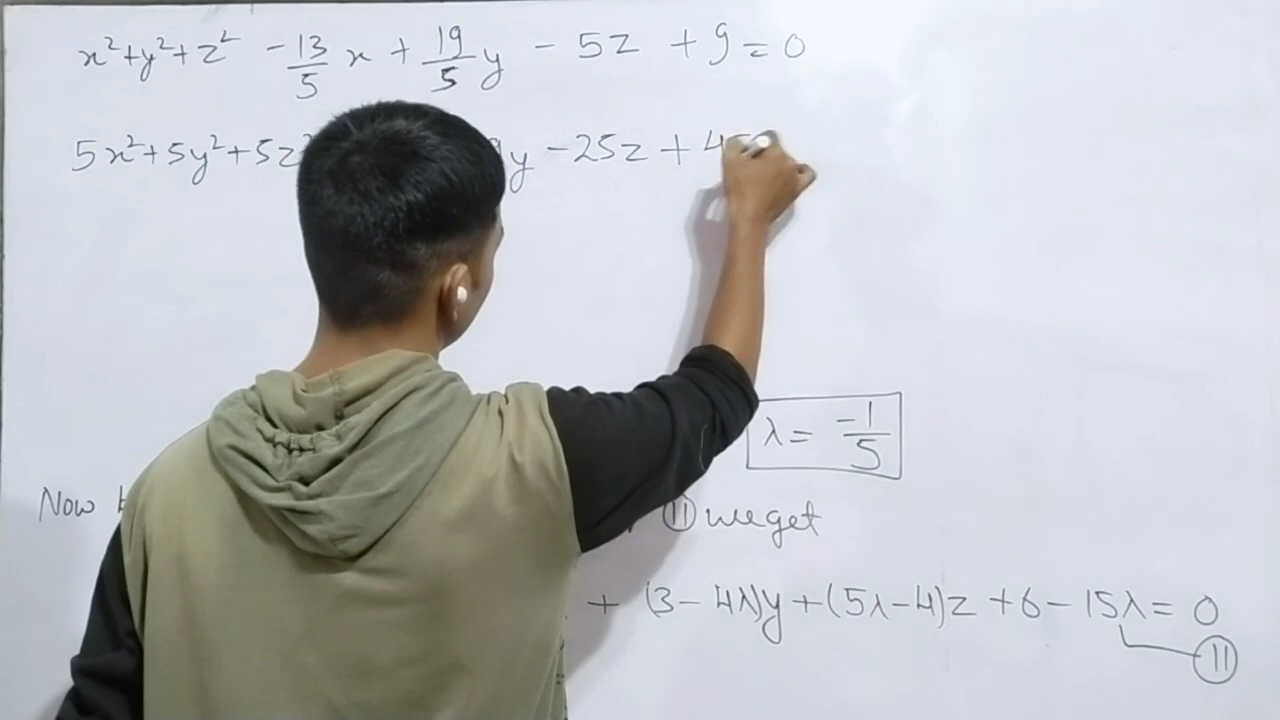 x²+y²+z² - 13/5 x + 19/5 y - 5z + 9 = 0
5x²+5y²+5z² y - 25z + 45
λ = -1/5
Now 11 we get
+ (3 - 4λ)y + (5λ - 4)z + 6 - 15λ = 0
11